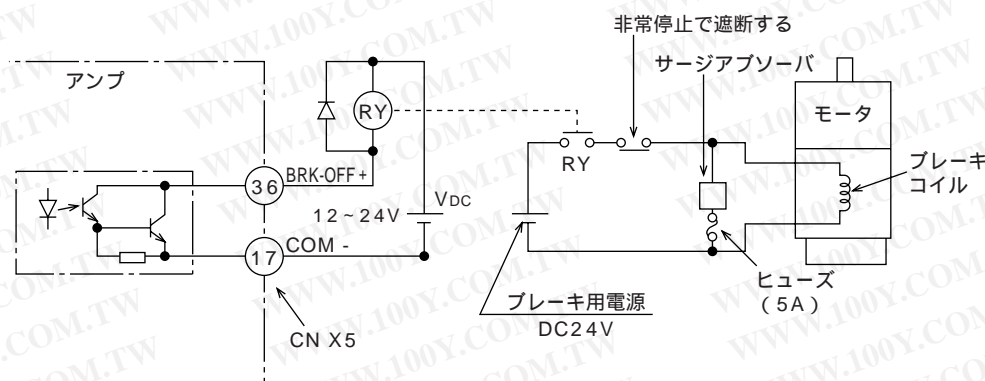 非常停止で遮断する
サージアブソーバ
アンプ
モータ
RY
RY
ブレーキ
コイル
36
BRK-OFF+
VDC
12~24V
17
COM -
ヒューズ
(5A)
ブレーキ用電源
DC24V
CN X5
WWW.100Y.COM.TW